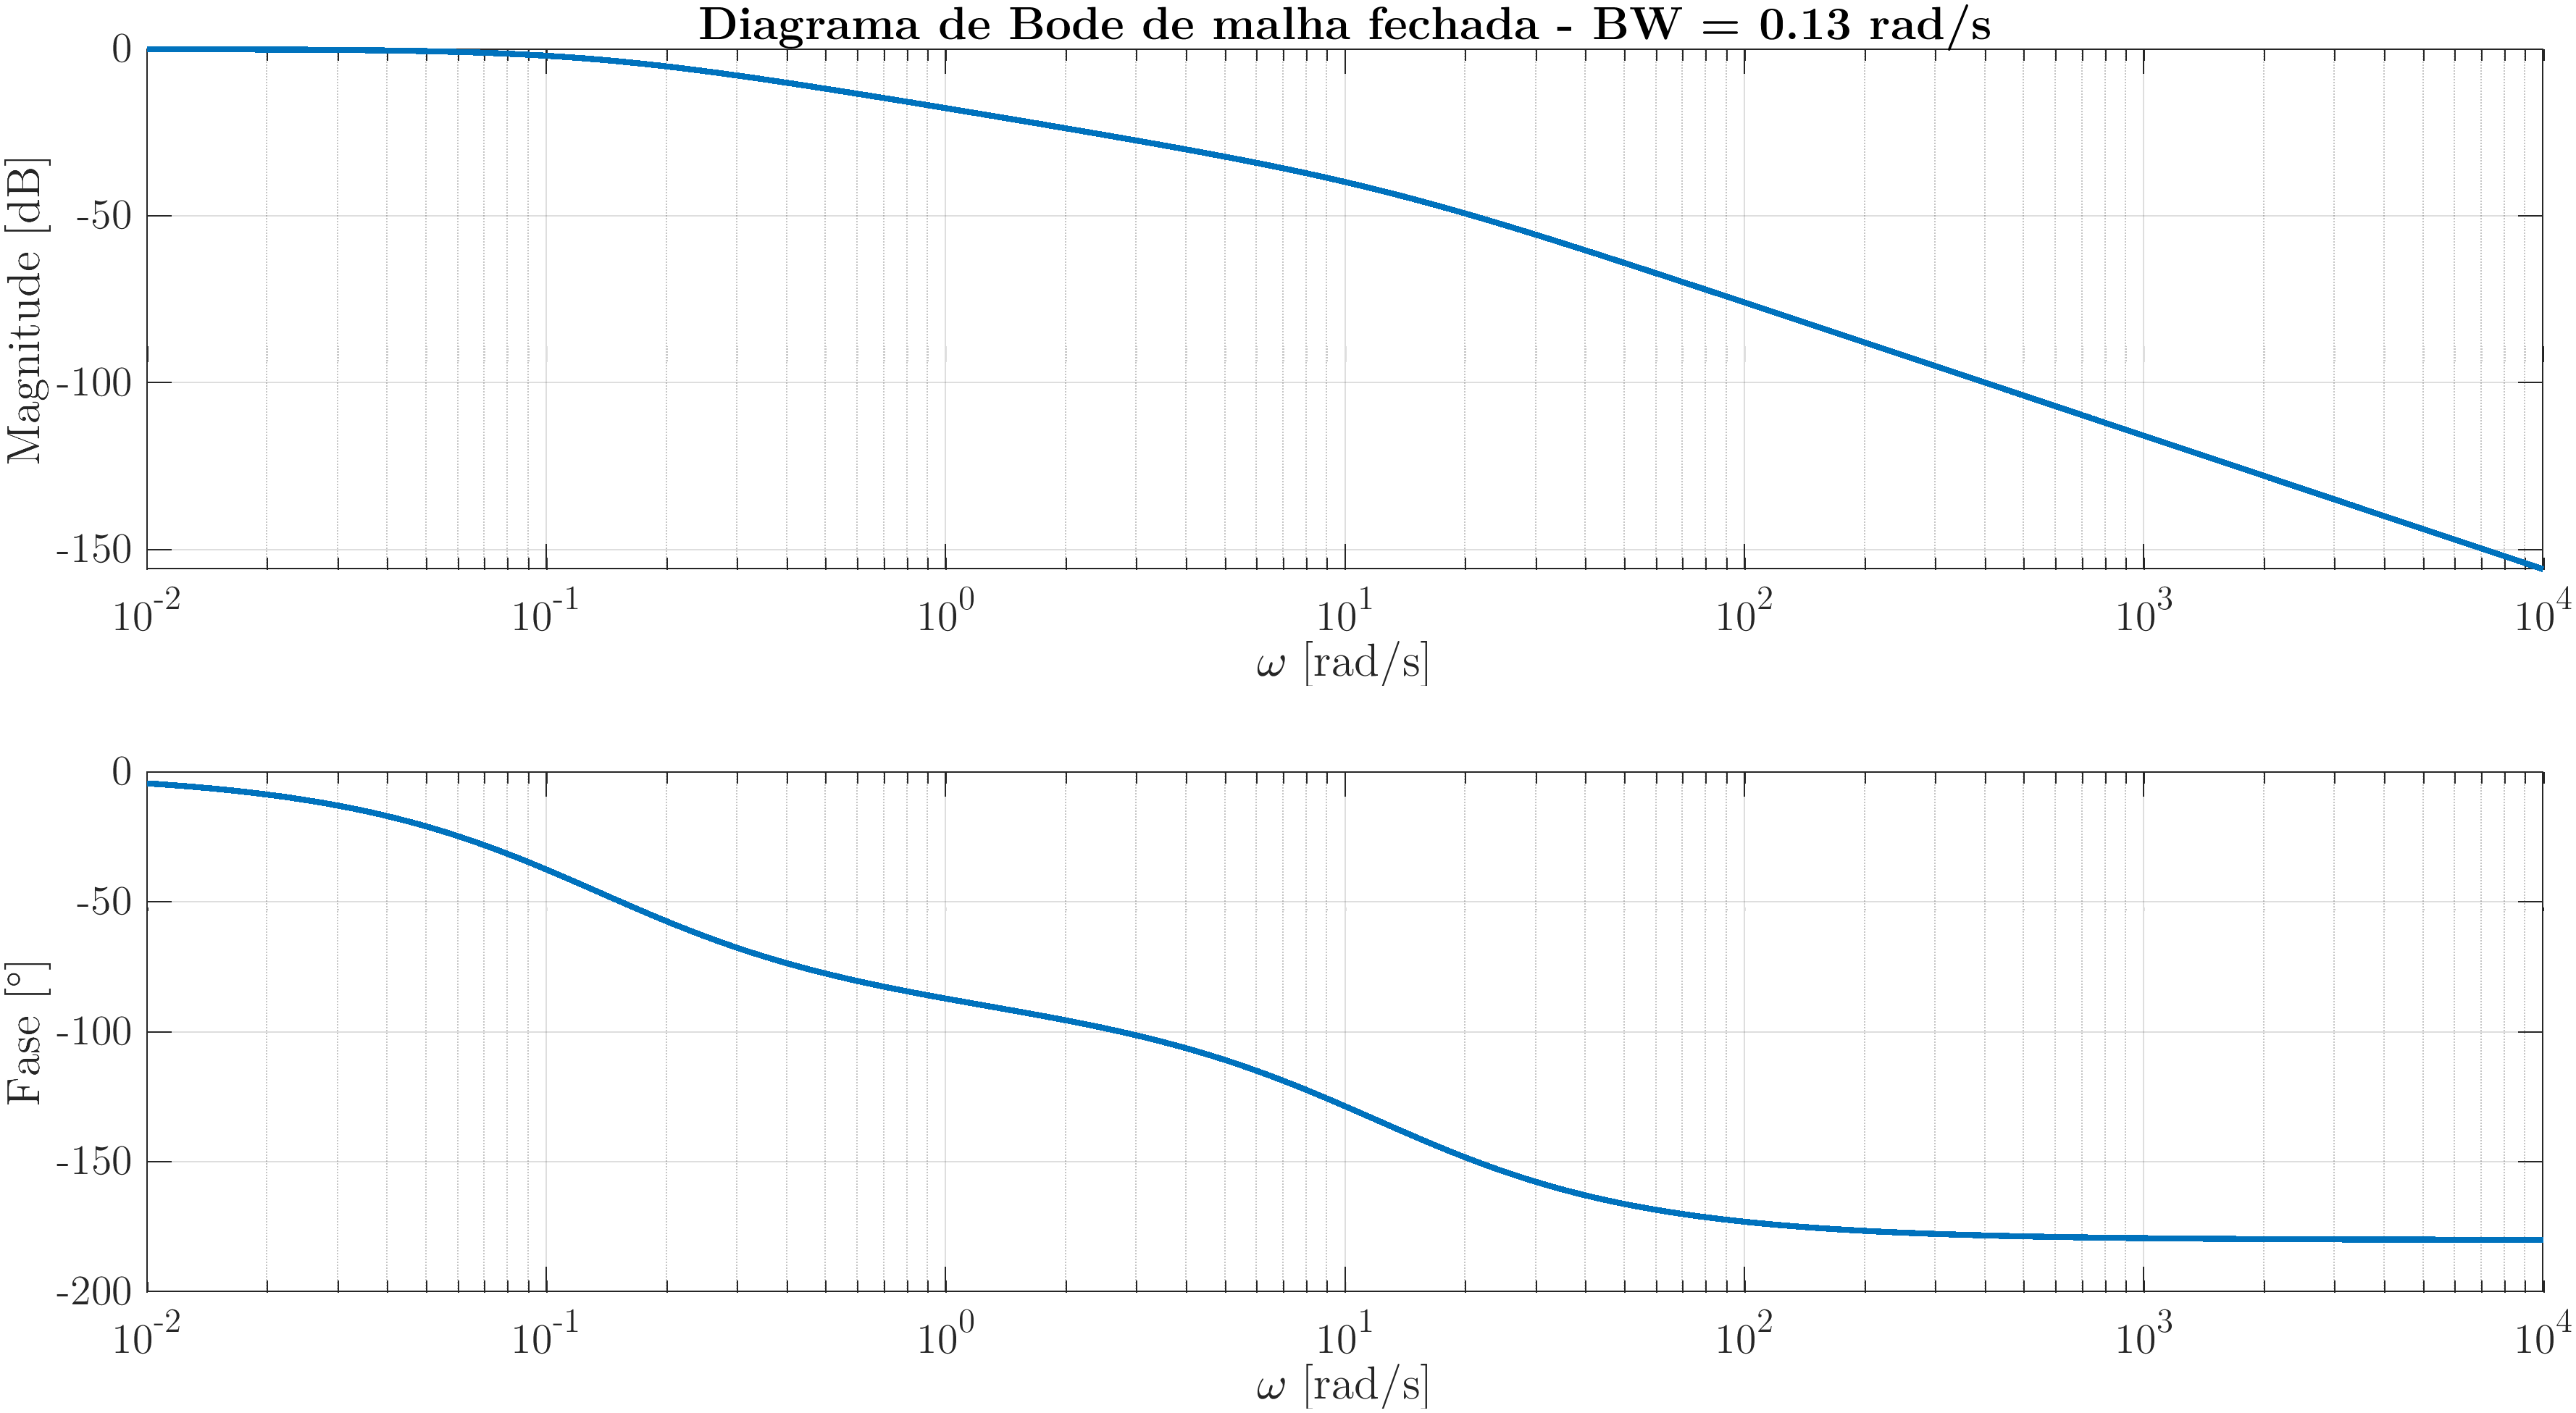 Diagrama de Bode de malha fechada - BW = 0.13 rad/s
0
-50
-100
-150
Magnitude [dB]
10^-2 10^-1 10^0 10^1 10^2 10^3 10^4
ω [rad/s]
0
-50
-100
-150
-200
Fase [°]
10^-2 10^-1 10^0 10^1 10^2 10^3 10^4
ω [rad/s]